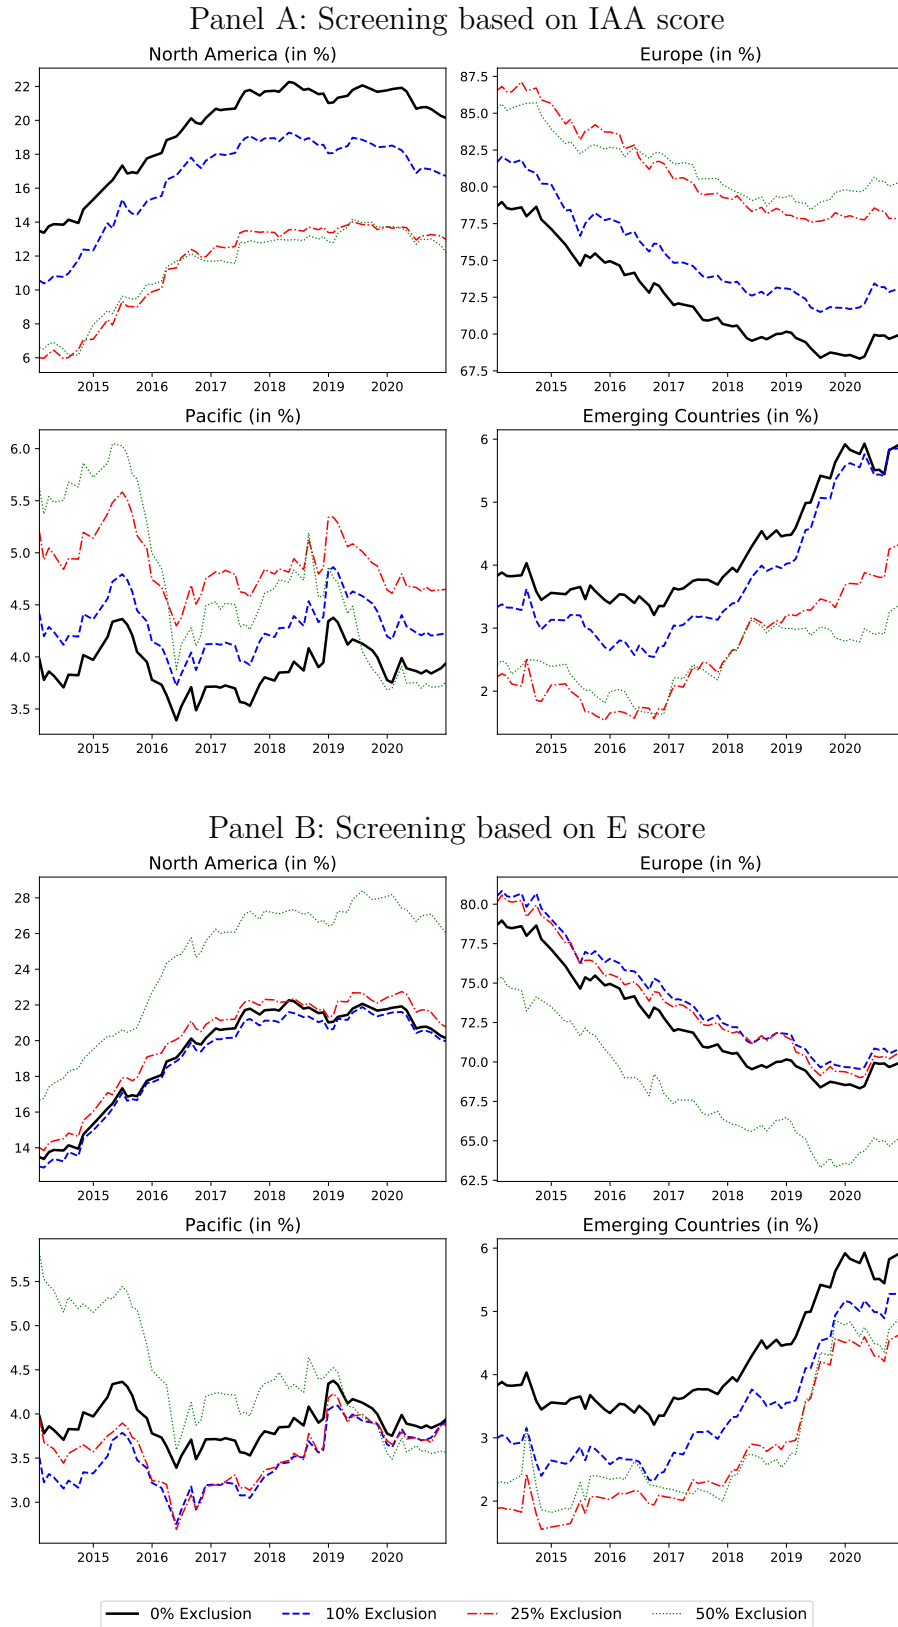 Panel A: Screening based on IAA score
North America (in %)
22
20
18
16
14
12
10
8
6
2015 2016 2017 2018 2019 2020
Europe (in %)
87.5
85.0
82.5
80.0
77.5
75.0
72.5
70.0
67.5
2015 2016 2017 2018 2019 2020
Pacific (in %)
6.0
5.5
5.0
4.5
4.0
3.5
2015 2016 2017 2018 2019 2020
Emerging Countries (in %)
6
5
4
3
2
2015 2016 2017 2018 2019 2020
Panel B: Screening based on E score
North America (in %)
28
26
24
22
20
18
16
14
2015 2016 2017 2018 2019 2020
Europe (in %)
80.0
77.5
75.0
72.5
70.0
67.5
65.0
62.5
2015 2016 2017 2018 2019 2020
Pacific (in %)
5.5
5.0
4.5
4.0
3.5
3.0
2015 2016 2017 2018 2019 2020
Emerging Countries (in %)
6
5
4
3
2
2015 2016 2017 2018 2019 2020
0% Exclusion 10% Exclusion 25% Exclusion 50% Exclusion